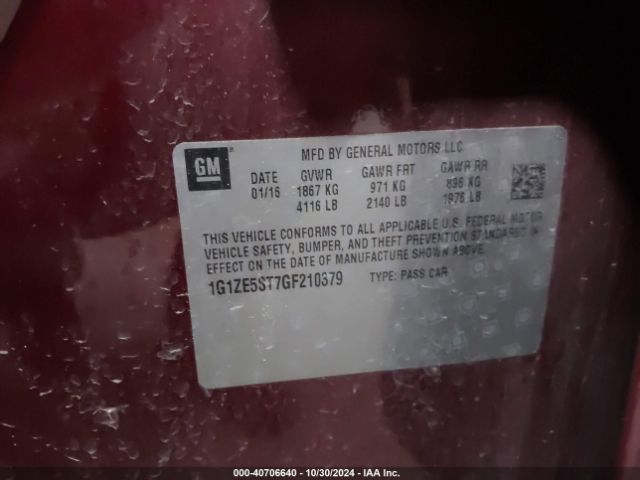 GM
MFD BY GENERAL MOTORS LLC
DATE GVWR GAWR FRT GAWR RR
01/16 1867 KG 971 KG 896 KG
4116 LB 2140 LB 1976 LB
THIS VEHICLE CONFORMS TO ALL APPLICABLE U.S. FEDERAL MOTOR
VEHICLE SAFETY, BUMPER, AND THEFT PREVENTION STANDARDS IN
EFFECT ON THE DATE OF MANUFACTURE SHOWN ABOVE.
1G1ZE5ST7GF210379 TYPE: PASS CAR
000-40706640 - 10/30/2024 - IAA Inc.